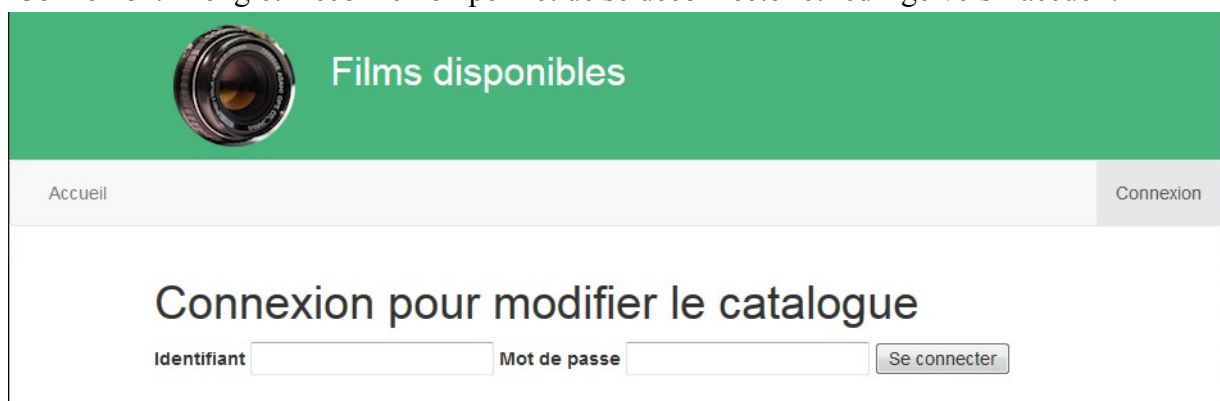 Films disponibles
Accueil
Connexion
Connexion pour modifier le catalogue
Identifiant Mot de passe Se connecter